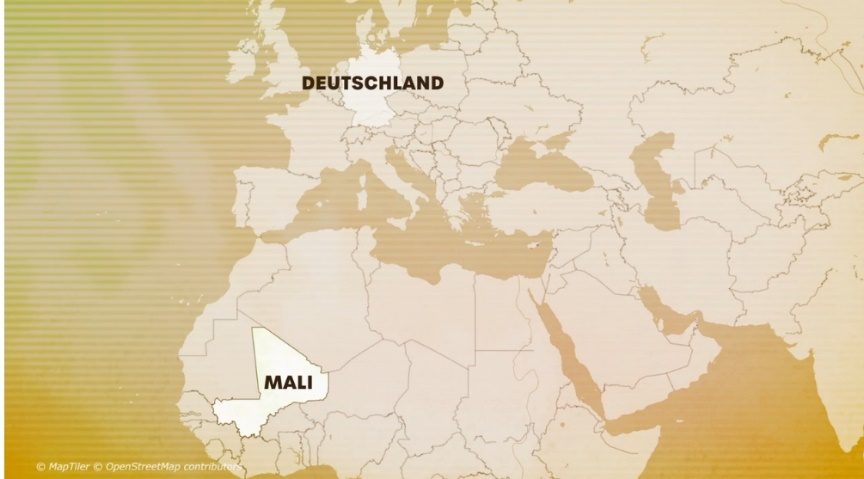 DEUTSCHLAND
MALI
© MapTiler © OpenStreetMap contributors